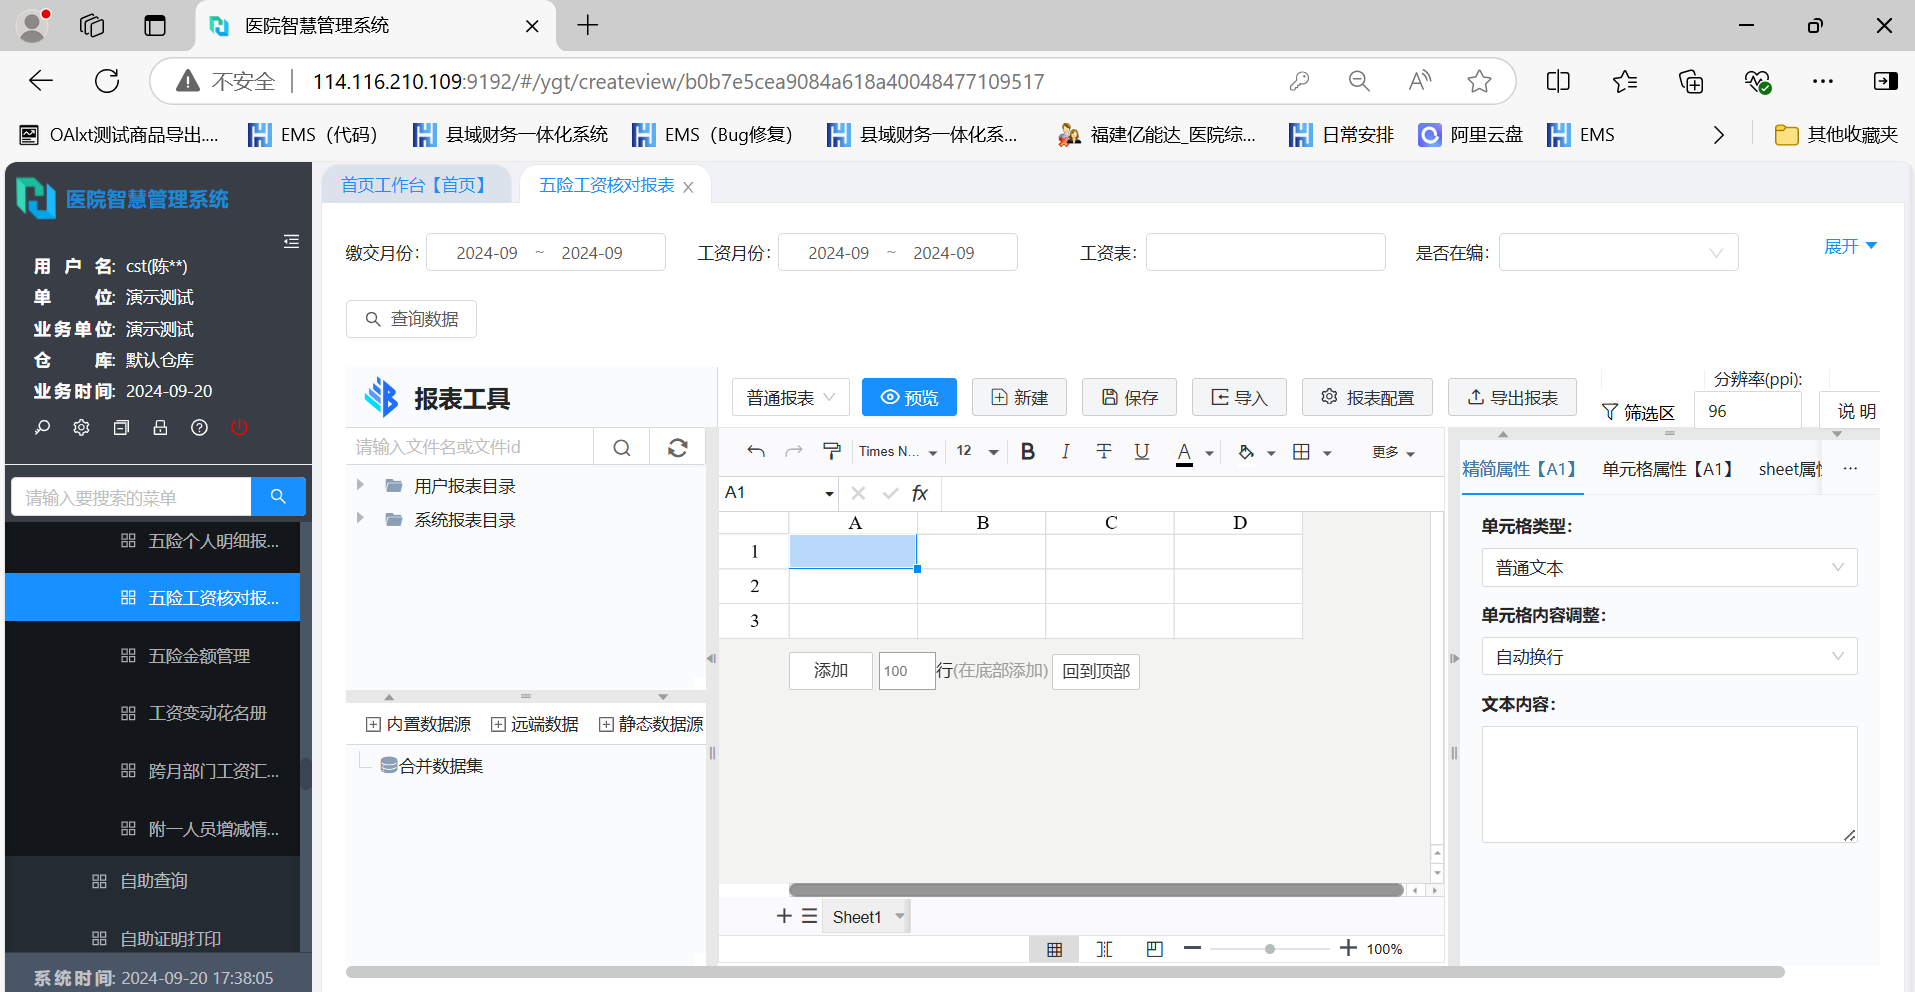 医院智慧管理系统
不安全 114.116.210.109:9192/#/ygt/createview/b0b7e5cea9084a618a40048477109517
OAlxt测试商品导出.... EMS（代码） 县域财务一体化系统 EMS（Bug修复） 县域财务一体化系... 福建亿能达_医院综... 日常安排 阿里云盘 EMS 其他收藏夹
医院智慧管理系统
用户名: cst(陈**)
单位: 演示测试
业务单位: 演示测试
仓库: 默认仓库
业务时间: 2024-09-20
请输入要搜索的菜单
五险个人明细报...
五险工资核对报...
五险金额管理
工资变动花名册
跨月部门工资汇...
附一人员增减情...
自助查询
自助证明打印
系统时间: 2024-09-20 17:38:05
首页工作台【首页】 五险工资核对报表
缴交月份: 2024-09 ~ 2024-09 工资月份: 2024-09 ~ 2024-09 工资表: 是否在编: 展开
查询数据
报表工具
请输入文件名或文件id
用户报表目录
系统报表目录
内置数据源 远端数据 静态数据源
合并数据集
普通报表 预览 新建 保存 导入 报表配置 导出报表 筛选区 分辨率(ppi): 96 说 明
Times N... 12 B I T U A 更多
A1 fx
A B C D
1
2
3
添加 100 行(在底部添加) 回到顶部
Sheet1
100%
精简属性【A1】 单元格属性【A1】 sheet属性 ...
单元格类型:
普通文本
单元格内容调整:
自动换行
文本内容: